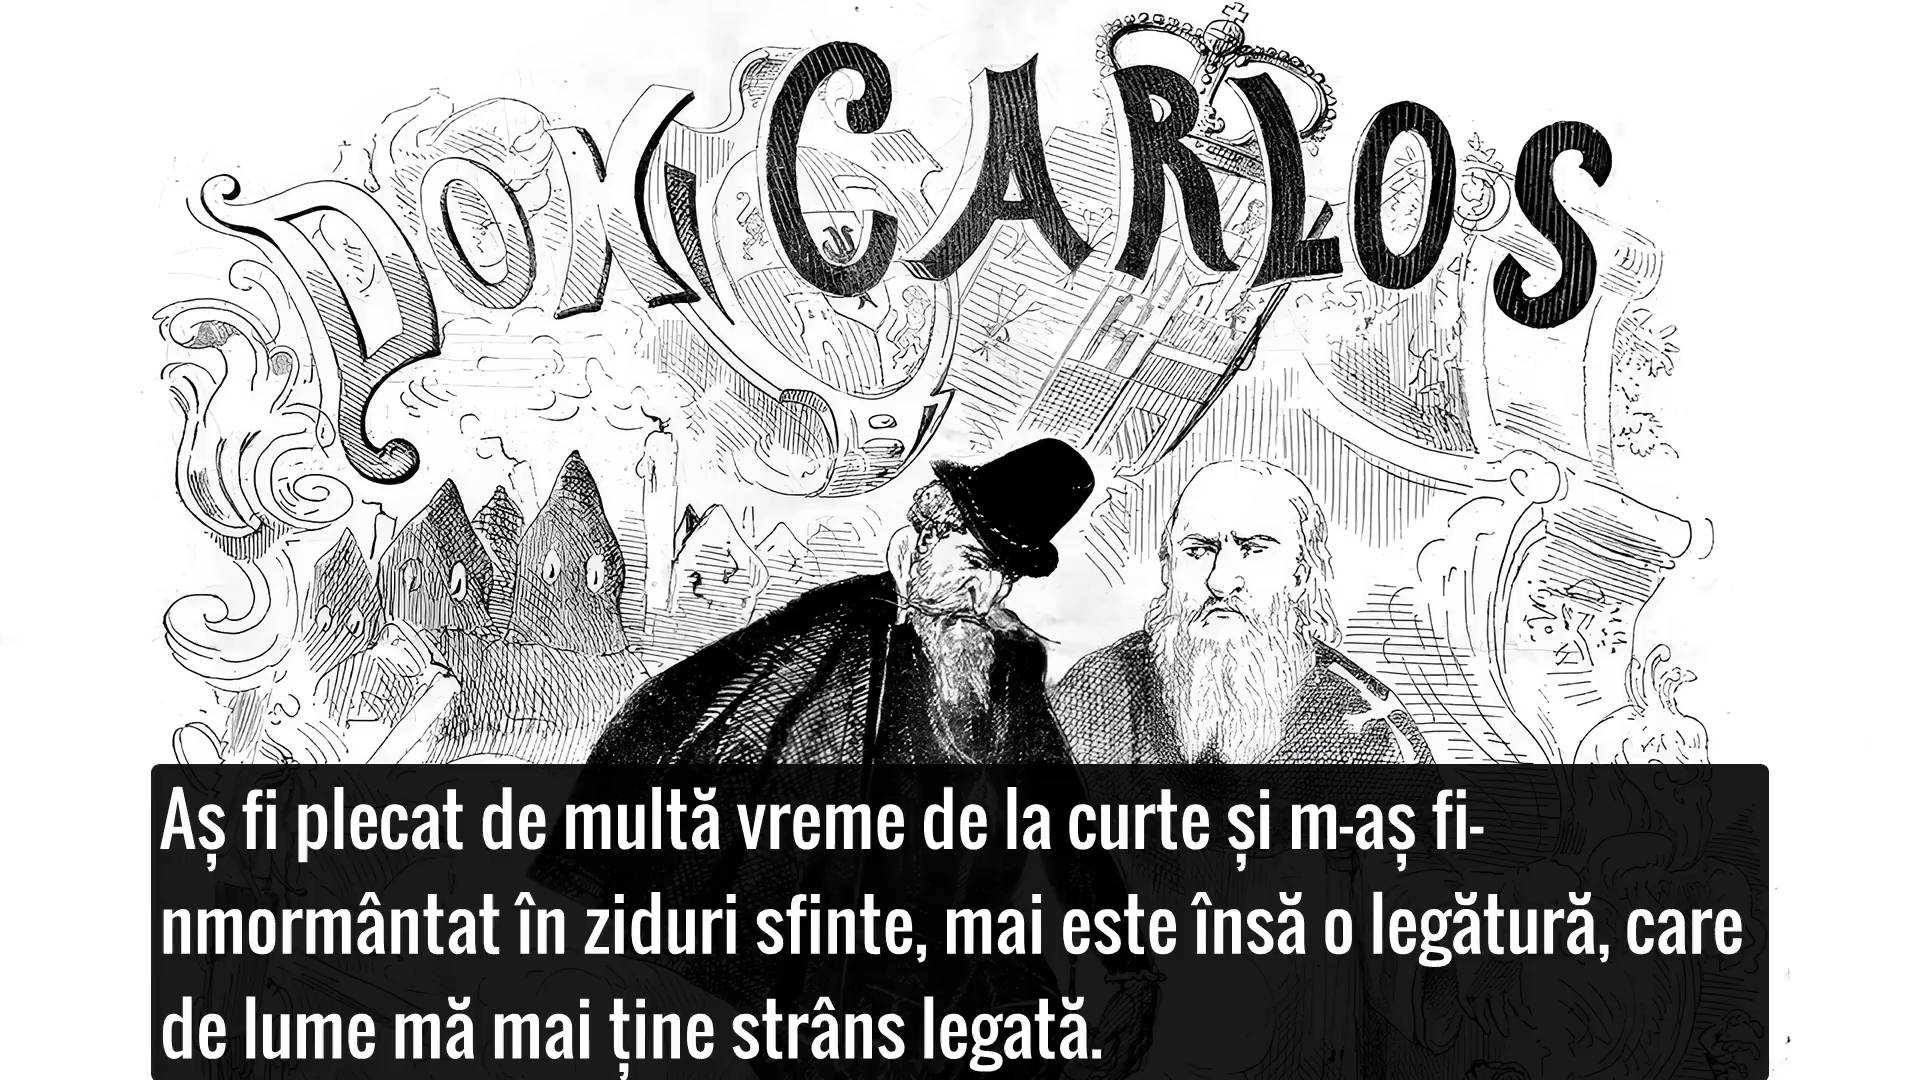 DON CARLOS
Aș fi plecat de multă vreme de la curte și m-aș fi-
nmormântat în ziduri sfinte, mai este însă o legătură, care
de lume mă mai ține strâns legată.